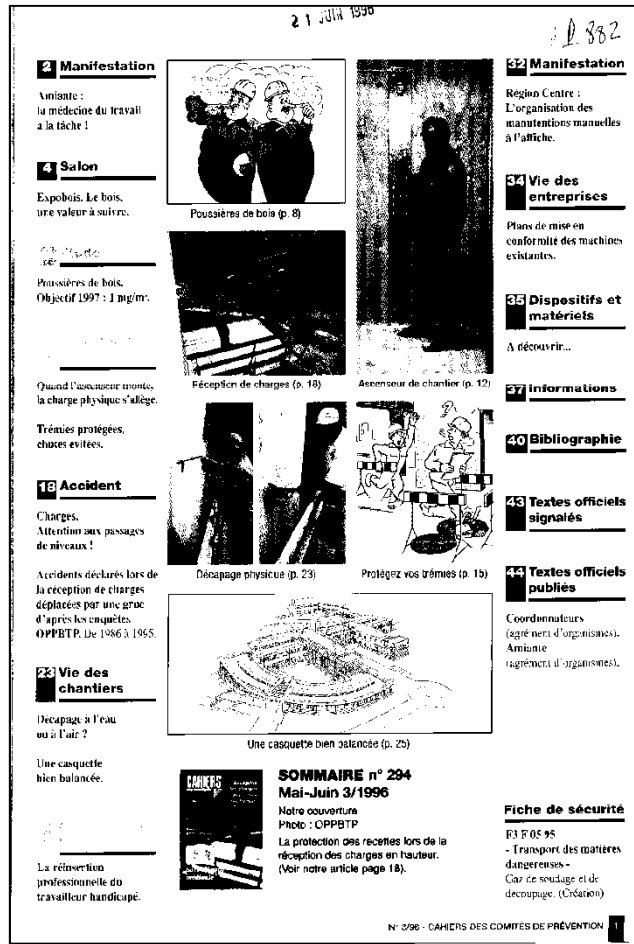 21 JUIN 1996
882
2 Manifestation
Amiante :
la médecine du travail
a la tâche !
4 Salon
Expobois. Le bois,
une valeur à suivre.
Poussières de bois.
Objectif 1997 : 1 mg/m³.
Quand l'ascenseur monte,
la charge physique s'allège.
Trémies protégées,
chutes évitées.
18 Accident
Charges.
Attention aux passages
de niveaux !
Accidents déclarés lors de
la réception de charges
déplacées par une grue
d'après les enquêtes
OPPBTP. De 1986 à 1995.
23 Vie des
chantiers
Décapage à l'eau
ou à l'air ?
Une casquette
bien balancée.
La réinsertion
professionnelle du
travailleur handicapé.
Poussières de bois (p. 8)
Réception de charges (p. 18)
Ascenseur de chantier (p. 12)
Décapage physique (p. 23)
Protégez vos trémies (p. 15)
Une casquette bien balancée (p. 25)
CAHIERS
SOMMAIRE n° 294
Mai-Juin 3/1996
Notre couverture
Photo : OPPBTP
La protection des recettes lors de la
réception des charges en hauteur.
(Voir notre article page 18).
32 Manifestation
Région Centre :
L'organisation des
manutentions manuelles
à l'affiche.
34 Vie des
entreprises
Plans de mise en
conformité des machines
existantes.
35 Dispositifs et
matériels
A découvrir...
37 Informations
40 Bibliographie
43 Textes officiels
signalés
44 Textes officiels
publiés
Coordonnateurs
(agrément d'organismes).
Amiante
(agrément d'organismes).
Fiche de sécurité
F3 F 05 95
- Transport des matières
dangereuses -
Gaz de soudage et de
découpage. (Création)
N° 3/96 - CAHIERS DES COMITÉS DE PRÉVENTION 1